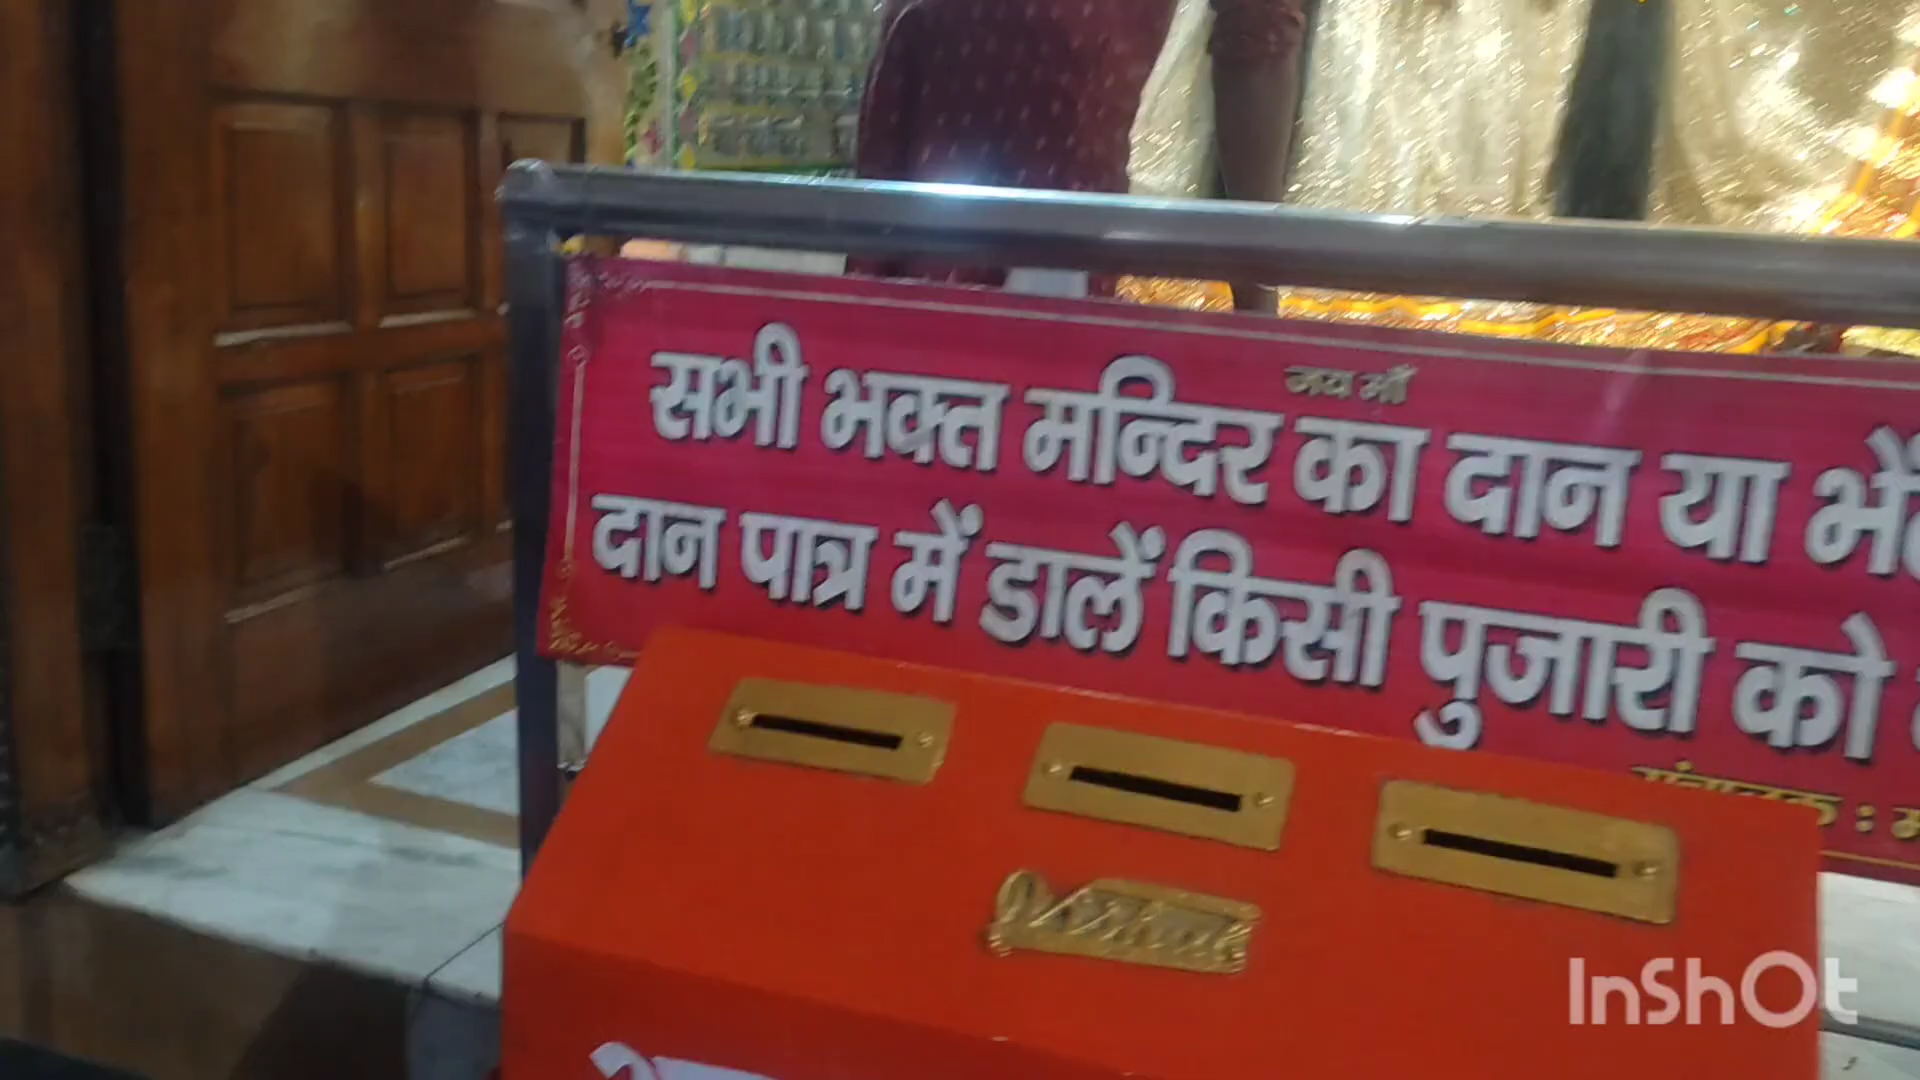 जय माँ
सभी भक्त मन्दिर का दान या
दान पात्र में डालें किसी पुजारी को
InShOt